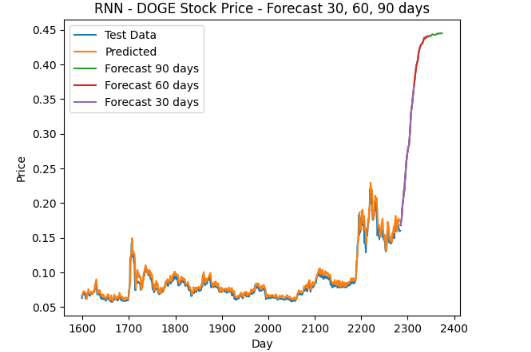 RNN - DOGE Stock Price - Forecast 30, 60, 90 days
Test Data
Predicted
Forecast 90 days
Forecast 60 days
Forecast 30 days
Price
0.45
0.40
0.35
0.30
0.25
0.20
0.15
0.10
0.05
1600 1700 1800 1900 2000 2100 2200 2300 2400
Day